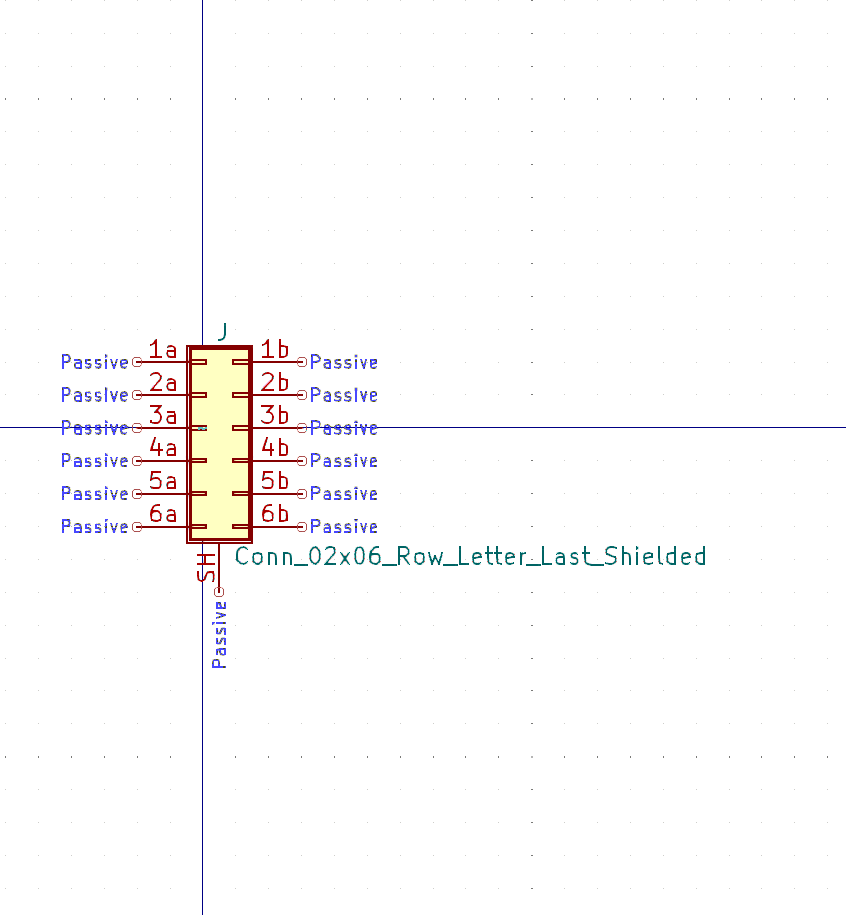 J
Passive 1a 1b Passive
Passive 2a 2b Passive
Passive 3a 3b Passive
Passive 4a 4b Passive
Passive 5a 5b Passive
Passive 6a 6b Passive
Conn_02x06_Row_Letter_Last_Shielded
SH
Passive